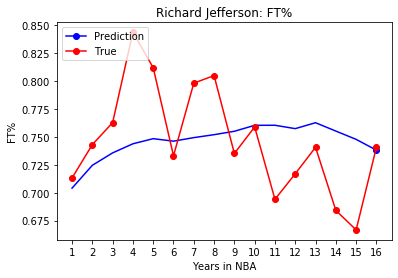 Richard Jefferson: FT%
Prediction
True
FT%
0.850
0.825
0.800
0.775
0.750
0.725
0.700
0.675
1 2 3 4 5 6 7 8 9 10 11 12 13 14 15 16
Years in NBA